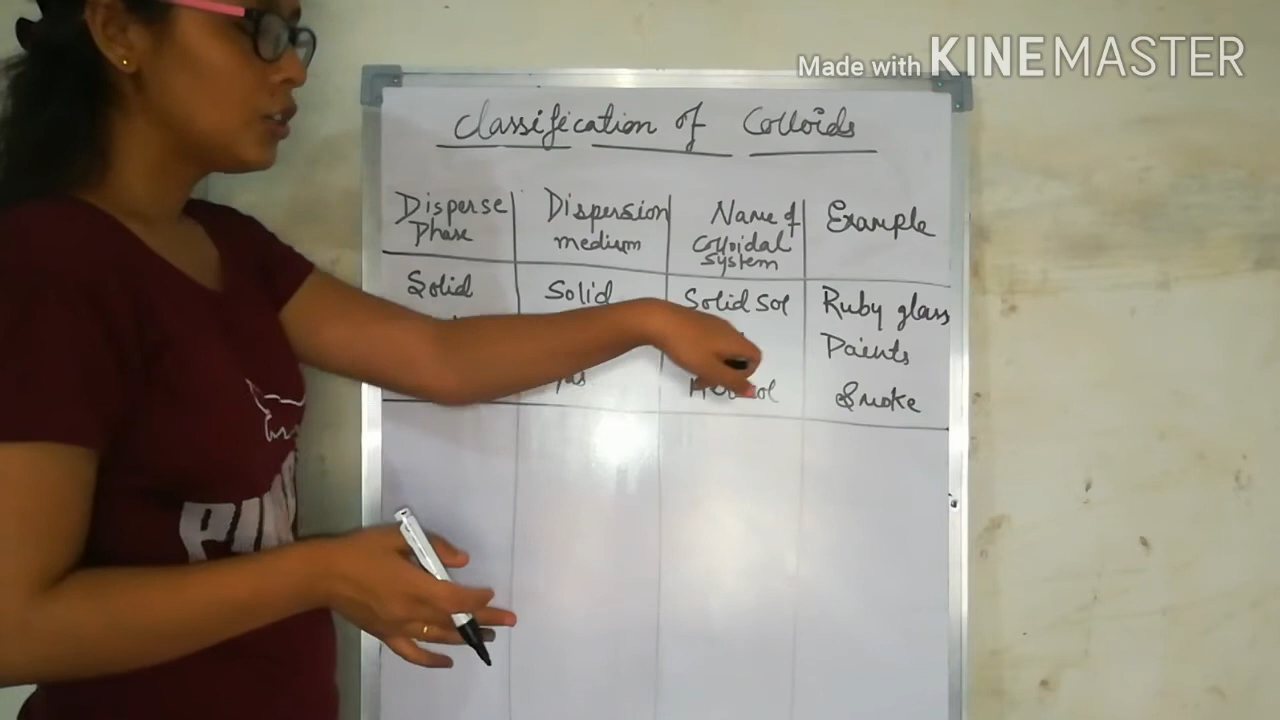 Made with KINEMASTER
Classification of Colloids
Disperse Phase
Dispersion medium
Name of Colloidal System
Example
Solid Solid Solid Sol Ruby glass
Paints
Smoke